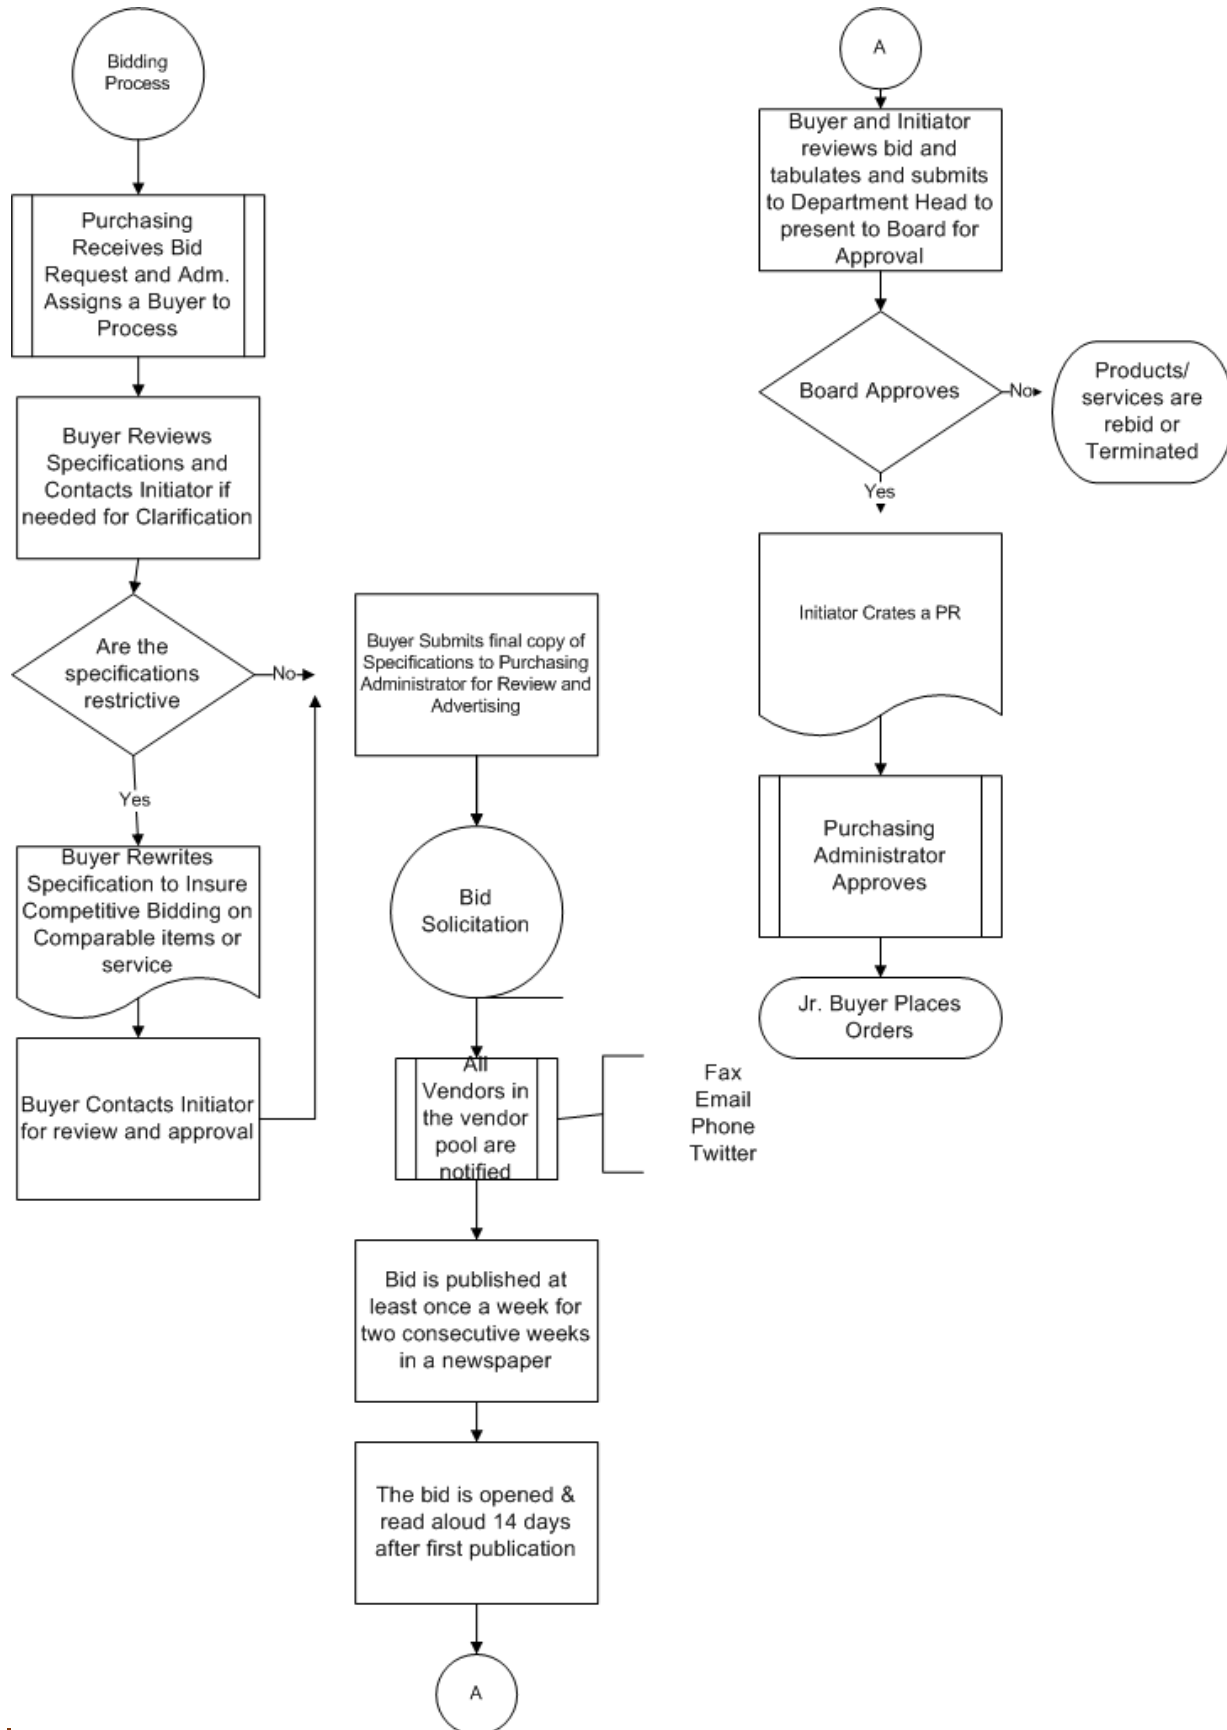 Bidding
Process
Purchasing
Receives Bid
Request and Adm.
Assigns a Buyer to
Process
Buyer Reviews
Specifications and
Contacts Initiator if
needed for Clarification
Are the
specifications
restrictive
No
Yes
Buyer Rewrites
Specification to Insure
Competitive Bidding on
Comparable items or
service
Buyer Contacts Initiator
for review and approval
Buyer Submits final copy of
Specifications to Purchasing
Administrator for Review and
Advertising
Bid
Solicitation
All
Vendors in
the vendor
pool are
notified
Fax
Email
Phone
Twitter
Bid is published at
least once a week for
two consecutive weeks
in a newspaper
The bid is opened &
read aloud 14 days
after first publication
A
A
Buyer and Initiator
reviews bid and
tabulates and submits
to Department Head to
present to Board for
Approval
Board Approves
No
Products/
services are
rebid or
Terminated
Yes
Initiator Crates a PR
Purchasing
Administrator
Approves
Jr. Buyer Places
Orders